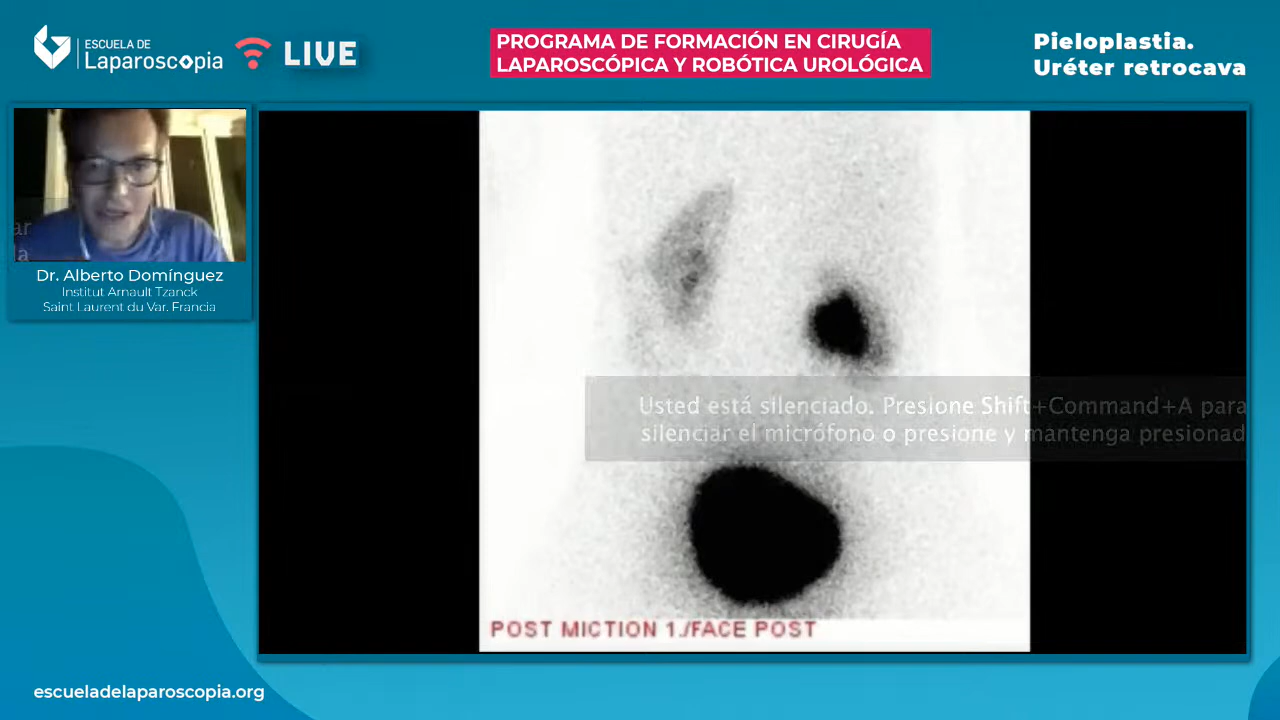 ESCUELA DE
Laparoscopia
LIVE
PROGRAMA DE FORMACIÓN EN CIRUGÍA
LAPAROSCÓPICA Y ROBÓTICA UROLÓGICA
Pieloplastia.
Uréter retrocava
ar
la
Dr. Alberto Domínguez
Institut Arnault Tzanck
Saint Laurent du Var. Francia
Usted está silenciado. Presione Shift+Command+A para
silenciar el micrófono o presione y mantenga presionad
POST MICTION 1./FACE POST
escueladelaparoscopia.org